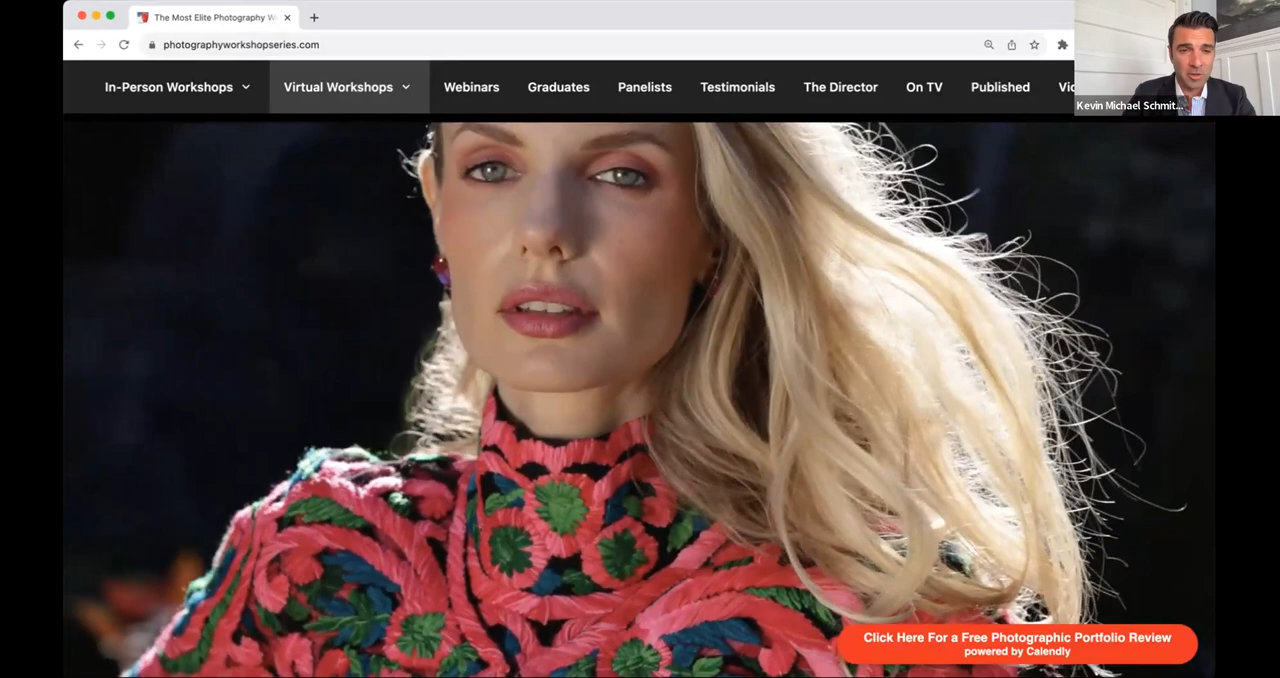 The Most Elite Photography W
photographyworkshopseries.com
In-Person Workshops
Virtual Workshops
Webinars
Graduates
Panelists
Testimonials
The Director
On TV
Published
Vi
Kevin Michael Schmit...
Click Here For a Free Photographic Portfolio Review
powered by Calendly